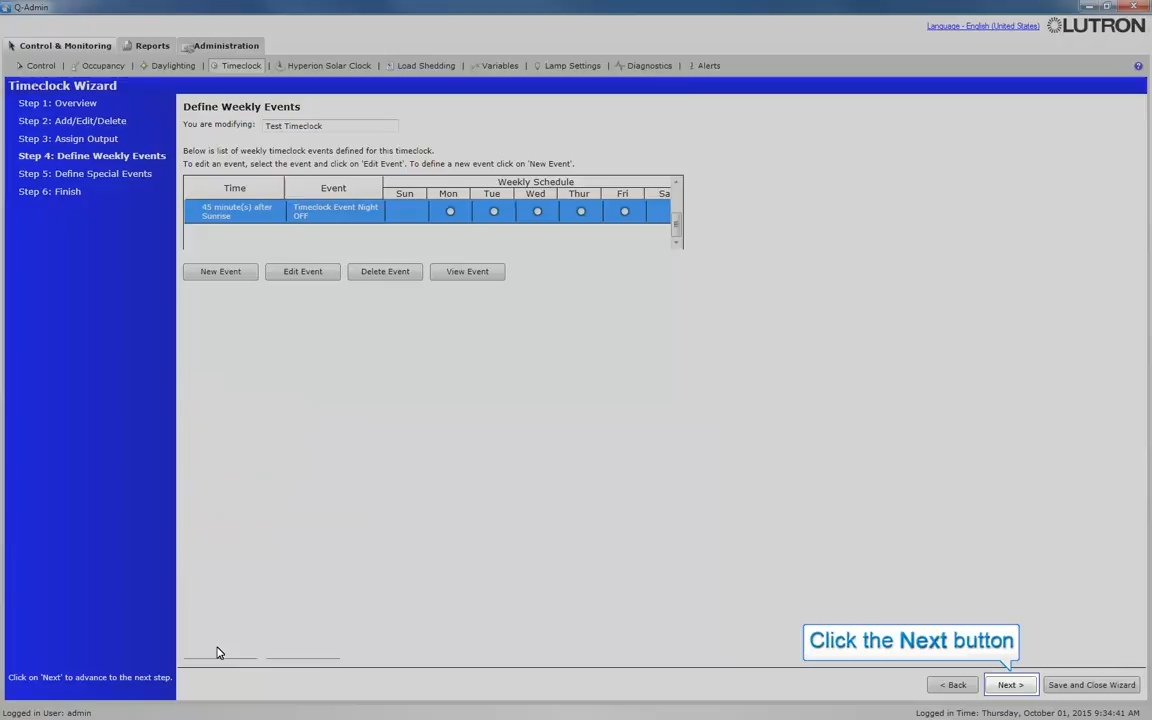 Q-Admin
Language - English (United States)
LUTRON
Control & Monitoring
Reports
Administration
Control | Occupancy | Daylighting | Timeclock | Hyperion Solar Clock | Load Shedding | Variables | Lamp Settings | Diagnostics | Alerts
Timeclock Wizard
Step 1: Overview
Step 2: Add/Edit/Delete
Step 3: Assign Output
Step 4: Define Weekly Events
Step 5: Define Special Events
Step 6: Finish
Click on 'Next' to advance to the next step.
Define Weekly Events
You are modifying: Test Timeclock
Below is list of weekly timeclock events defined for this timeclock.
To edit an event, select the event and click on 'Edit Event'. To define a new event click on 'New Event'.
Time
Event
Weekly Schedule
Sun Mon Tue Wed Thur Fri Sa
45 minute(s) after
Sunrise
Timeclock Event Night
OFF
New Event
Edit Event
Delete Event
View Event
Click the Next button
< Back
Next >
Save and Close Wizard
Logged in User: admin
Logged in Time: Thursday, October 01, 2015 9:34:41 AM